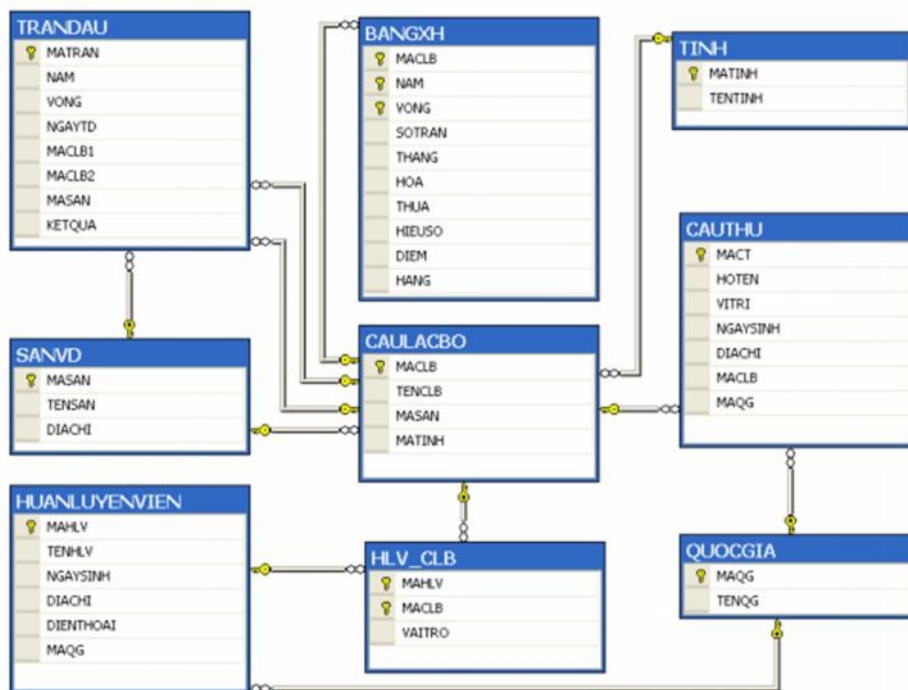 TRANDAU
MATRAN
NAM
VONG
NGAYTD
MACLB1
MACLB2
MASAN
KETQUA
BANGXH
MACLB
NAM
VONG
SOTRAN
THANG
HOA
THUA
HIEUSO
DIEM
HANG
TINH
MATINH
TENTINH
CAUTHU
MACT
HOTEN
VITRI
NGAYSINH
DIACHI
MACLB
MAQG
SANVD
MASAN
TENSAN
DIACHI
CAULACBO
MACLB
TENCLB
MASAN
MATINH
HUANLUYENVIEN
MAHLV
TENHLV
NGAYSINH
DIACHI
DIENTHOAI
MAQG
HLV_CLB
MAHLV
MACLB
VAITRO
QUOCGIA
MAQG
TENQG